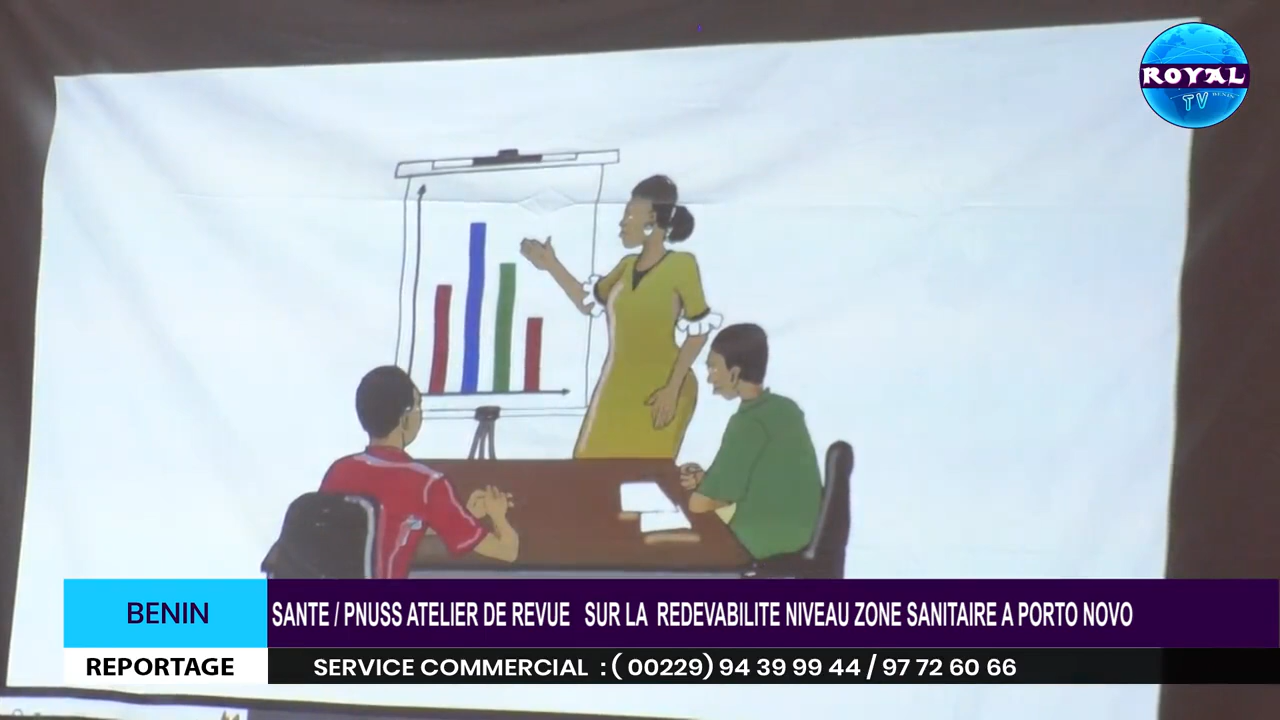 ROYAL
TV BENIN
BENIN
SANTE / PNUSS ATELIER DE REVUE SUR LA REDEVABILITE NIVEAU ZONE SANITAIRE A PORTO NOVO
REPORTAGE
SERVICE COMMERCIAL : ( 00229) 94 39 99 44 / 97 72 60 66